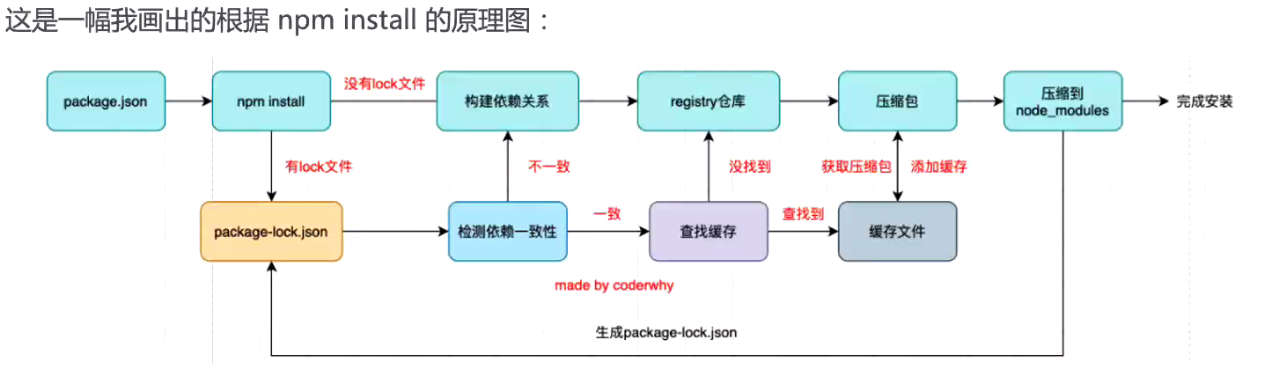 这是一幅我画出的根据 npm install 的原理图：
没有lock文件
package.json
npm install
构建依赖关系
registry仓库
压缩包
压缩到
node_modules
完成安装
有lock文件
不一致
没找到
获取压缩包
添加缓存
package-lock.json
检测依赖一致性
一致
查找缓存
查找到
缓存文件
made by coderwhy
生成package-lock.json